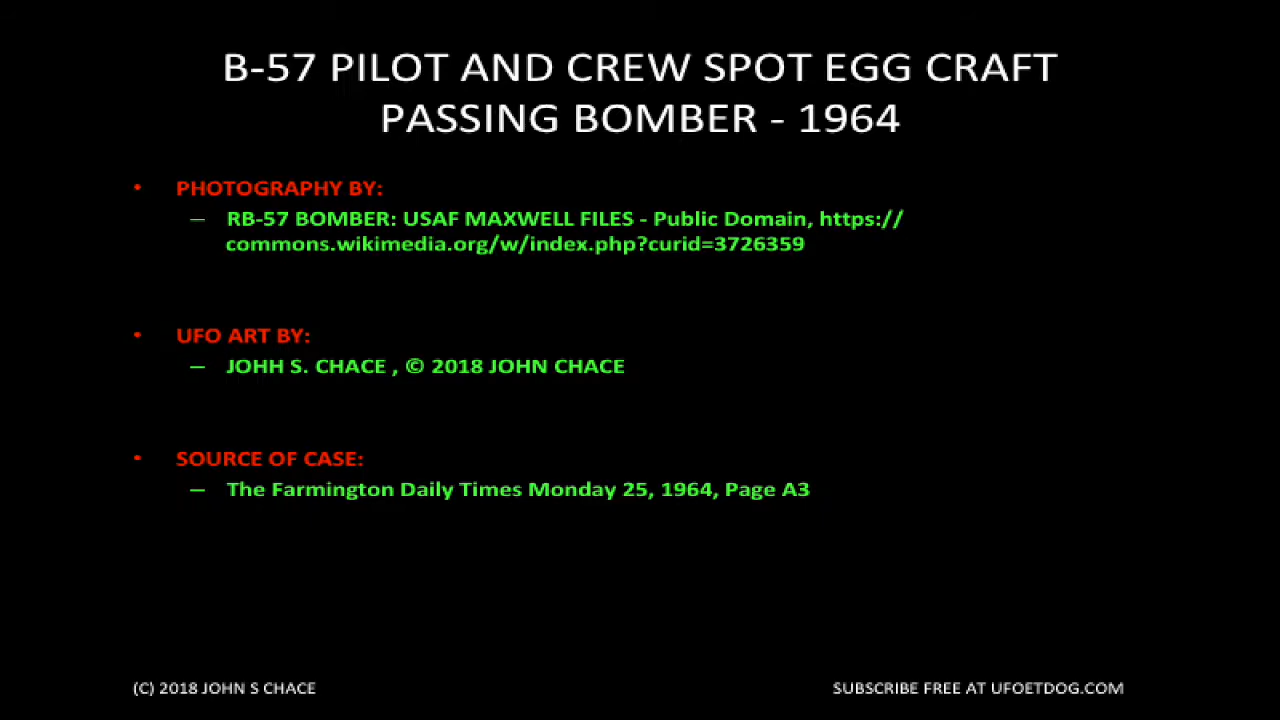 B-57 PILOT AND CREW SPOT EGG CRAFT
PASSING BOMBER - 1964
• PHOTOGRAPHY BY:
– RB-57 BOMBER: USAF MAXWELL FILES - Public Domain, https://
commons.wikimedia.org/w/index.php?curid=3726359
• UFO ART BY:
– JOHH S. CHACE , © 2018 JOHN CHACE
• SOURCE OF CASE:
– The Farmington Daily Times Monday 25, 1964, Page A3
(C) 2018 JOHN S CHACE
SUBSCRIBE FREE AT UFOETDOG.COM